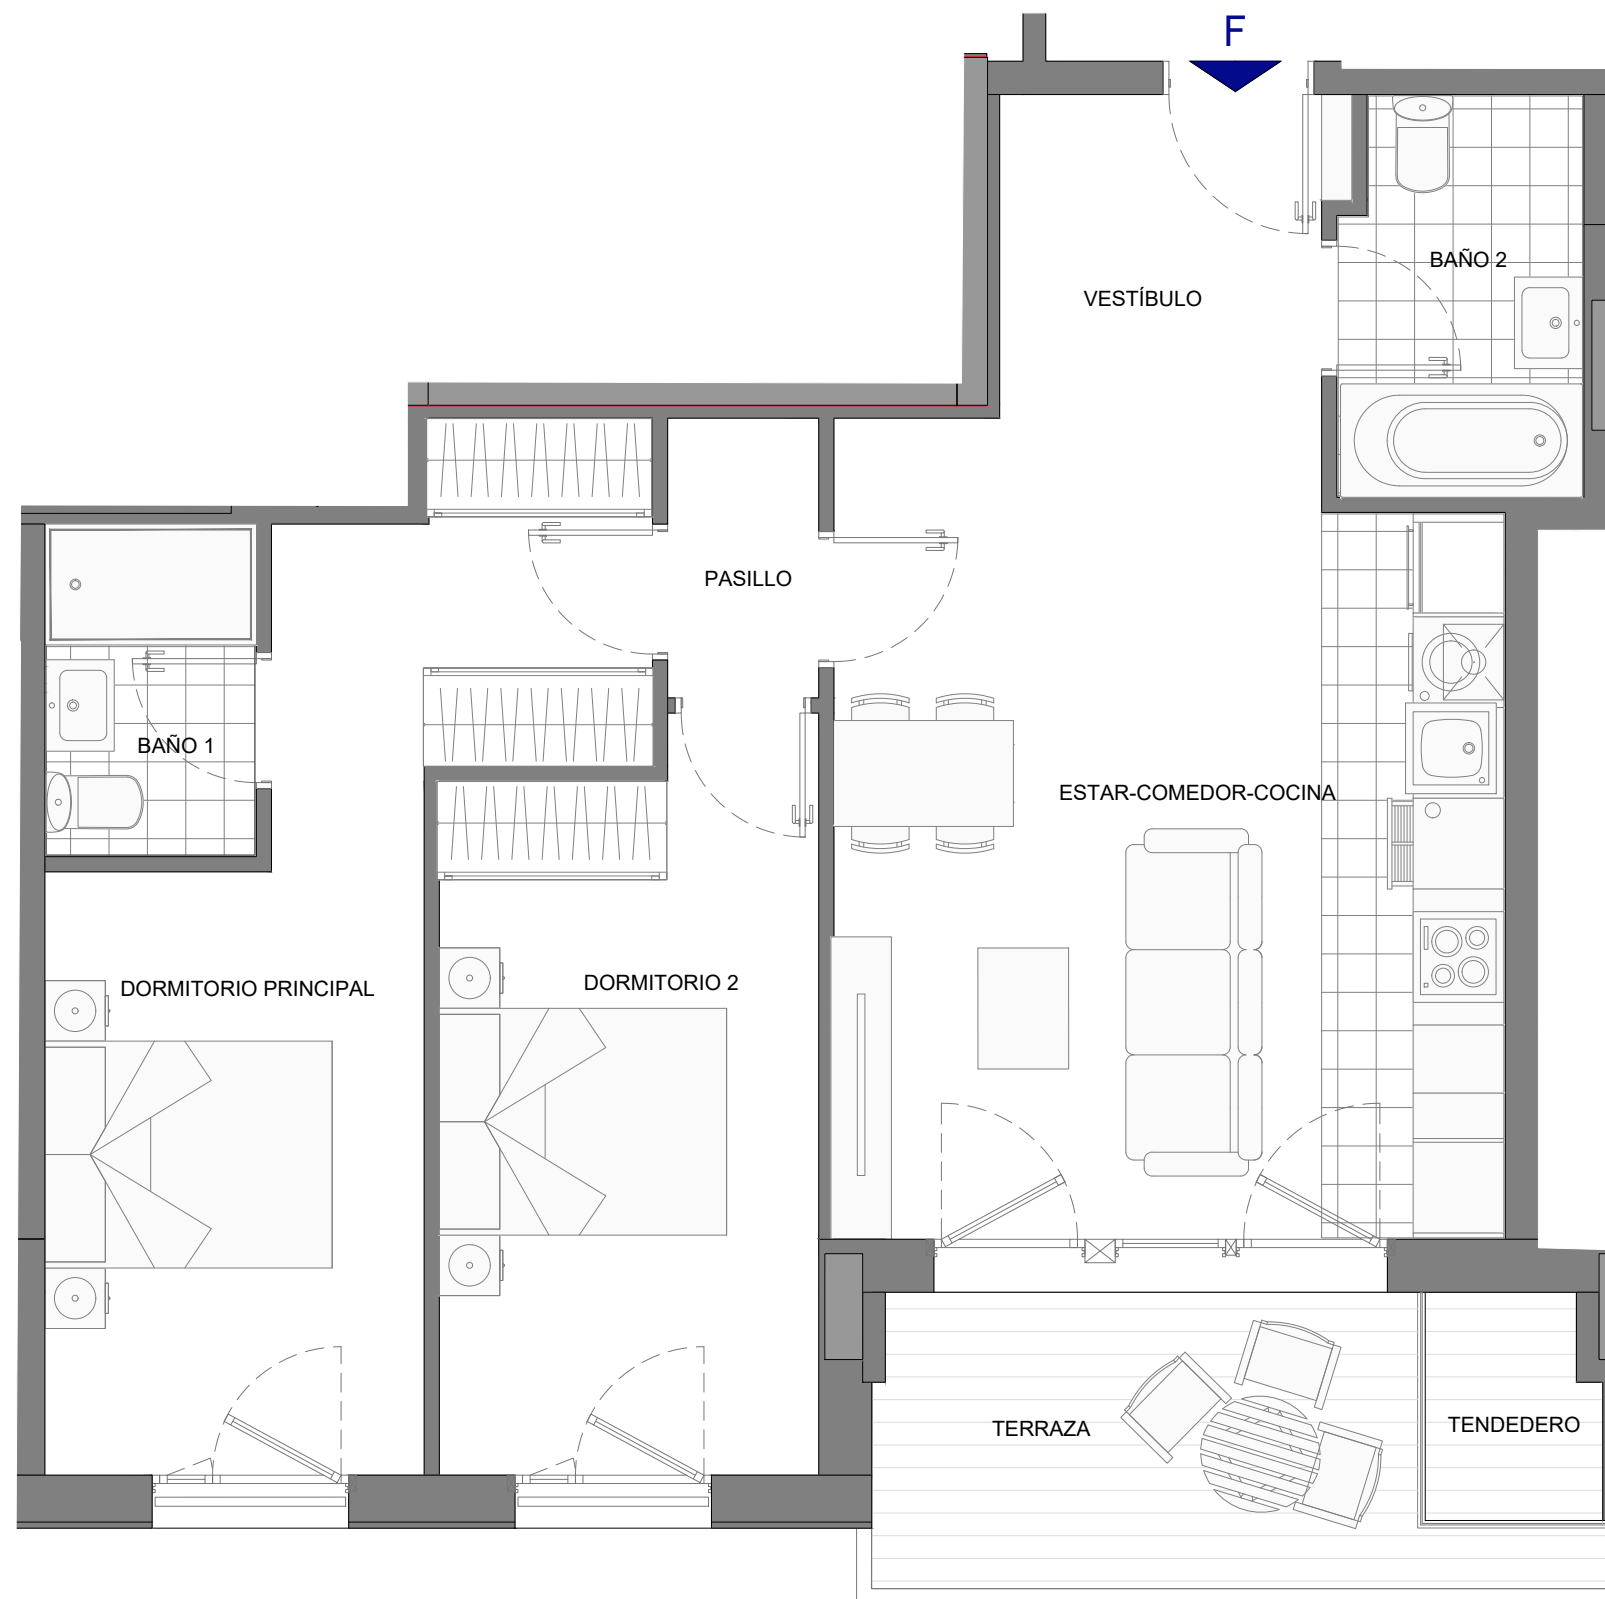 F
BAÑO 2
VESTÍBULO
PASILLO
BAÑO 1
ESTAR-COMEDOR-COCINA
DORMITORIO PRINCIPAL
DORMITORIO 2
TERRAZA
TENDEDERO